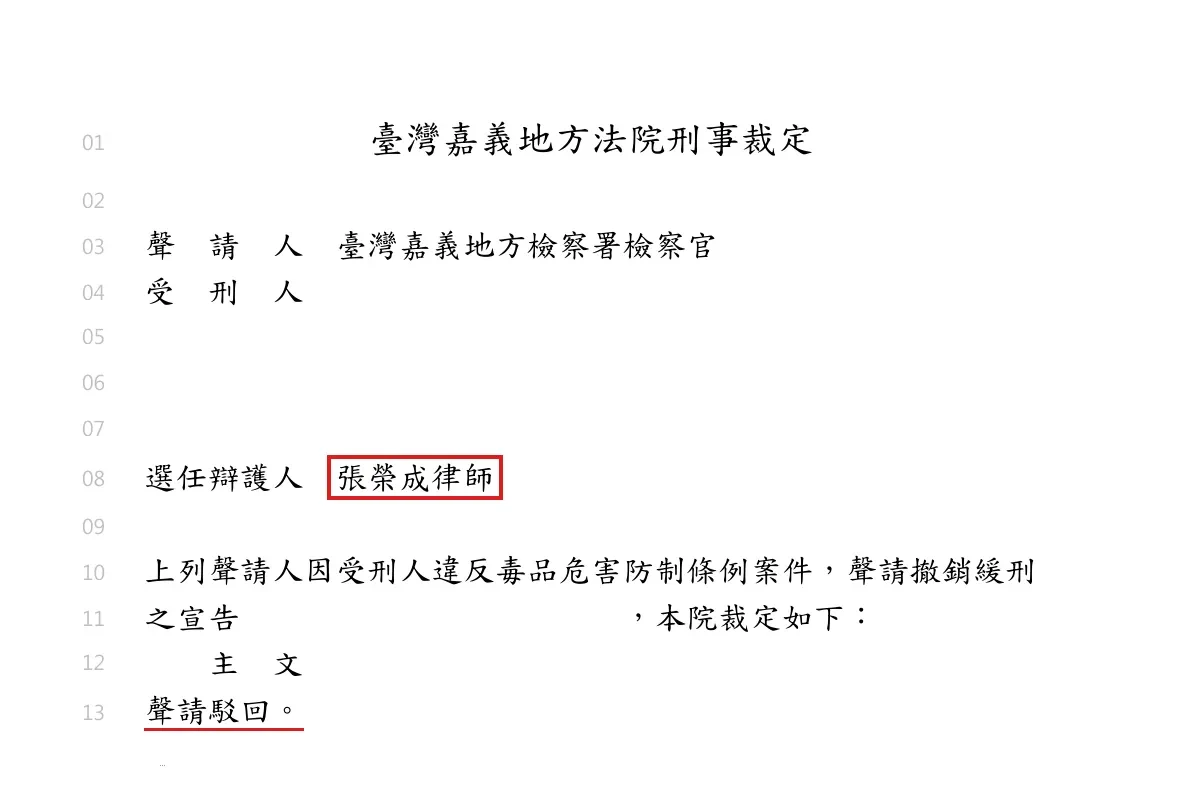 01 臺灣嘉義地方法院刑事裁定
02
03 聲 請 人 臺灣嘉義地方檢察署檢察官
04 受 刑 人
05
06
07
08 選任辯護人 張榮成律師
09
10 上列聲請人因受刑人違反毒品危害防制條例案件，聲請撤銷緩刑
11 之宣告 ，本院裁定如下：
12 主 文
13 聲請駁回。
...